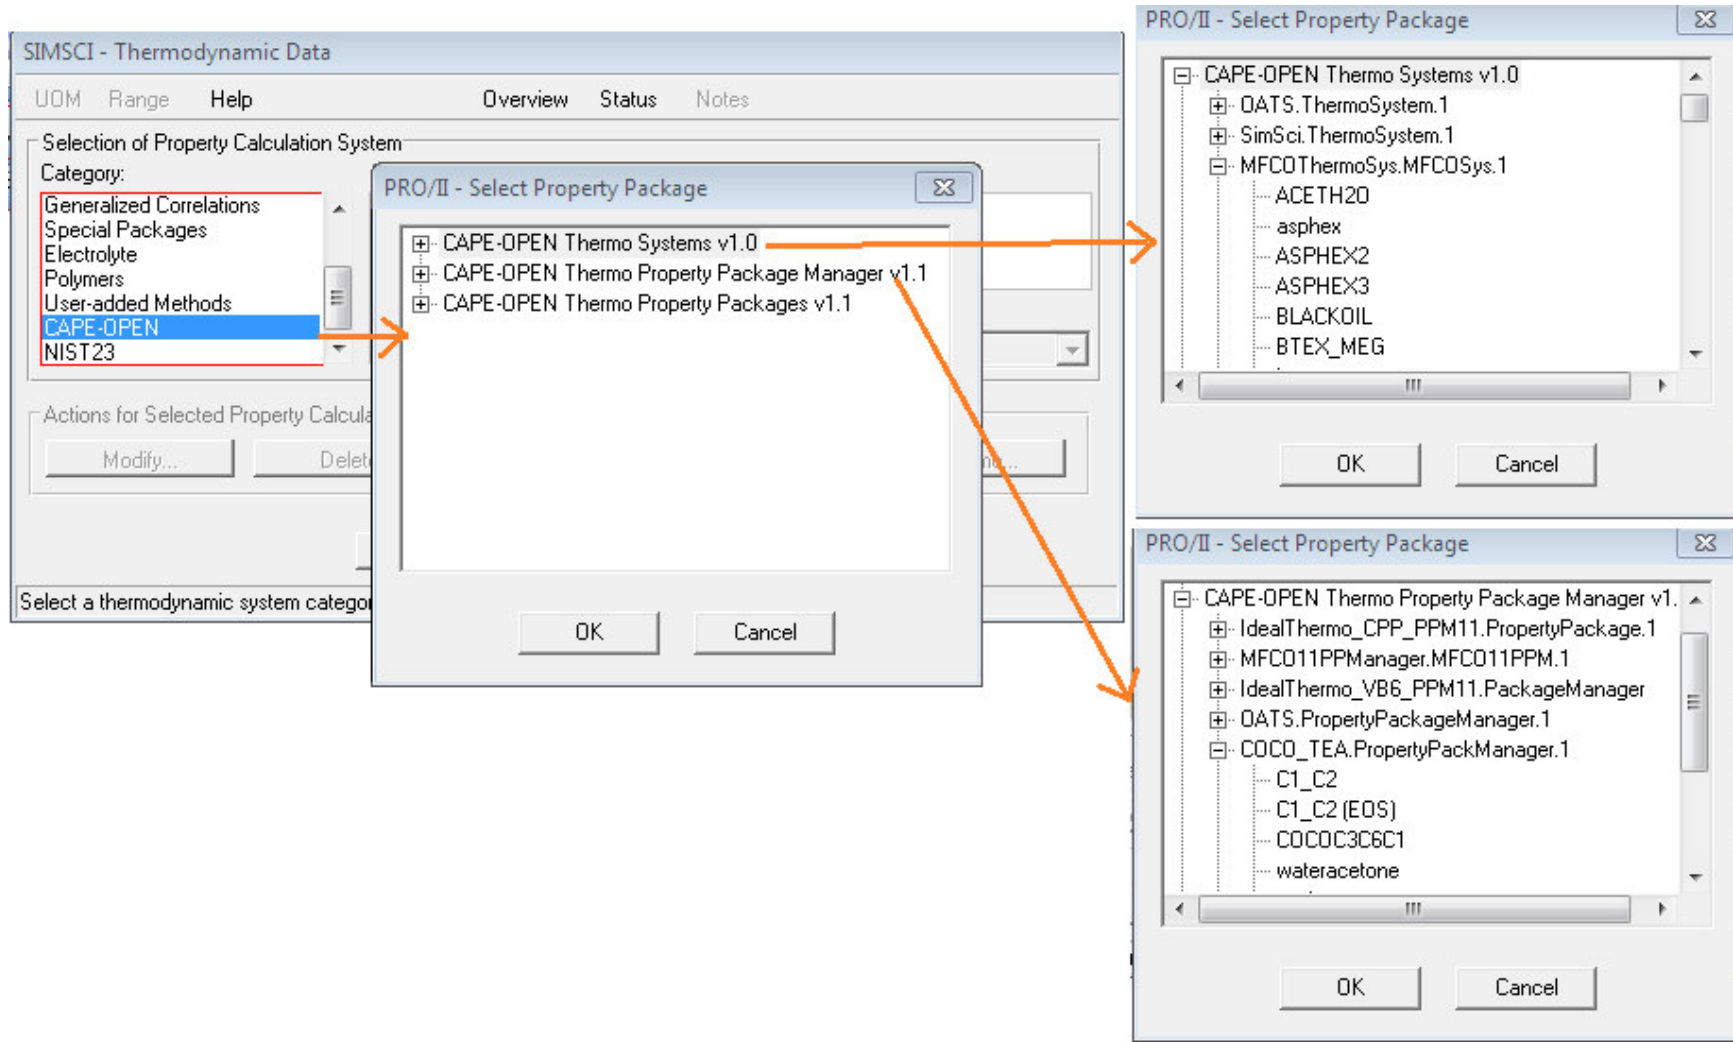 SIMSCI - Thermodynamic Data
UOM Range Help Overview Status Notes
Selection of Property Calculation System
Category:
Generalized Correlations
Special Packages
Electrolyte
Polymers
User-added Methods
CAPE-OPEN
NIST23
Actions for Selected Property
Modify...
Select a thermodynamic system
PRO/II - Select Property Package
CAPE-OPEN Thermo Systems v1.0
CAPE-OPEN Thermo Property Package Manager v1.1
CAPE-OPEN Thermo Property Packages v1.1
OK Cancel
PRO/II - Select Property Package
CAPE-OPEN Thermo Systems v1.0
OATS.ThermoSystem.1
SimSci.ThermoSystem.1
MFCOThermoSys.MFCOSys.1
ACETH2O
asphex
ASPHEX2
ASPHEX3
BLACKOIL
BTEX_MEG
OK Cancel
PRO/II - Select Property Package
CAPE-OPEN Thermo Property Package Manager v1.
IdealThermo_CPP_PPM11.PropertyPackage.1
MFCO11PPManager.MFCO11PPM.1
IdealThermo_VB6_PPM11.PackageManager
OATS.PropertyPackageManager.1
COCO_TEA.PropertyPackManager.1
C1_C2
C1_C2 (EOS)
COCOC3C6C1
wateracetone
OK Cancel